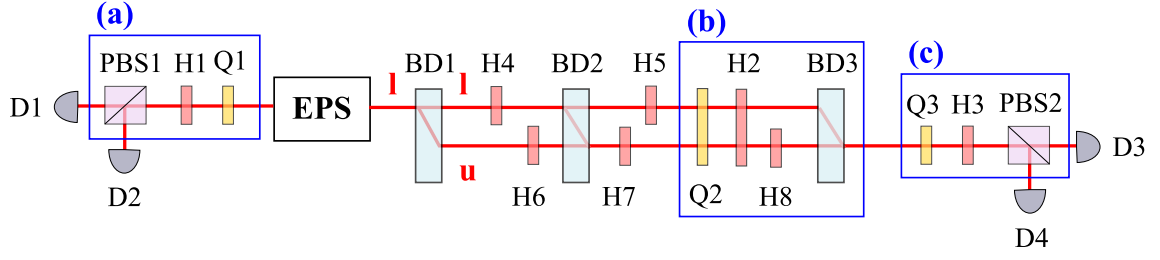 (a)
(b)
(c)
PBS1 H1 Q1
BD1 H4 BD2 H5 H2 BD3
Q3 H3 PBS2
l l
D1
EPS
D3
u
D2
H6 H7 Q2 H8
D4